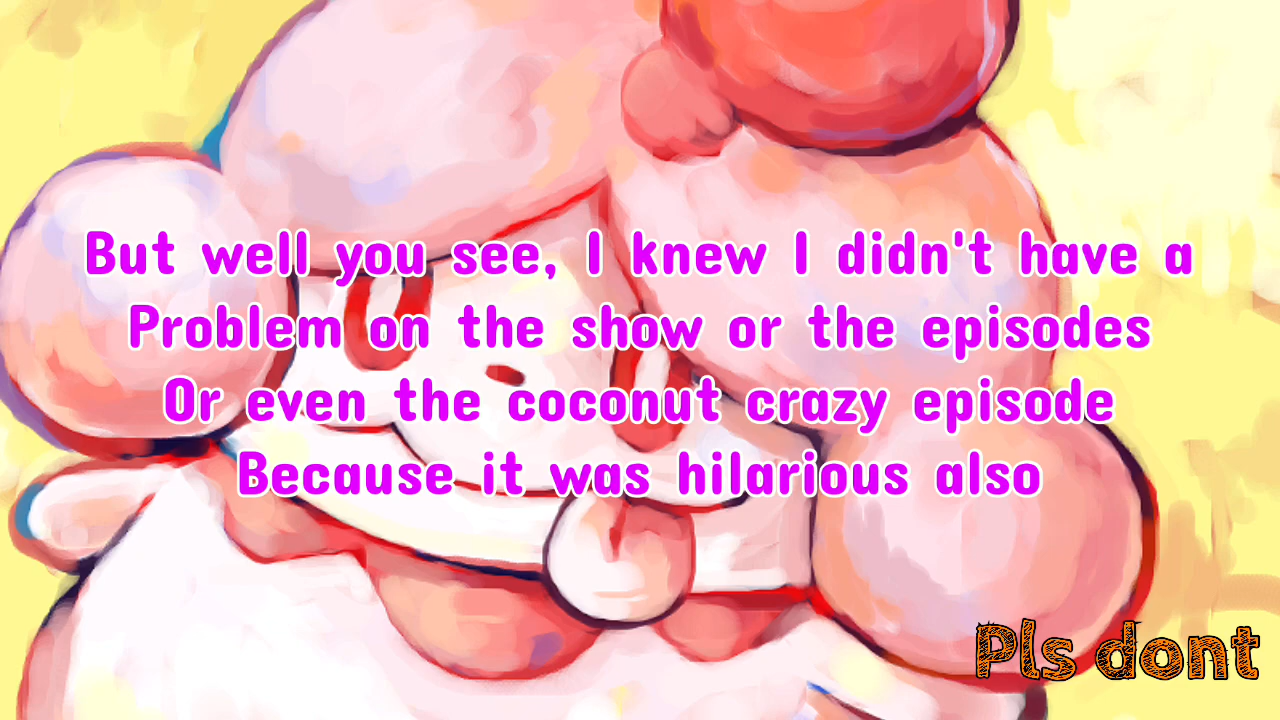 But well you see, I knew I didn't have a
Problem on the show or the episodes
Or even the coconut crazy episode
Because it was hilarious also
Pls dont